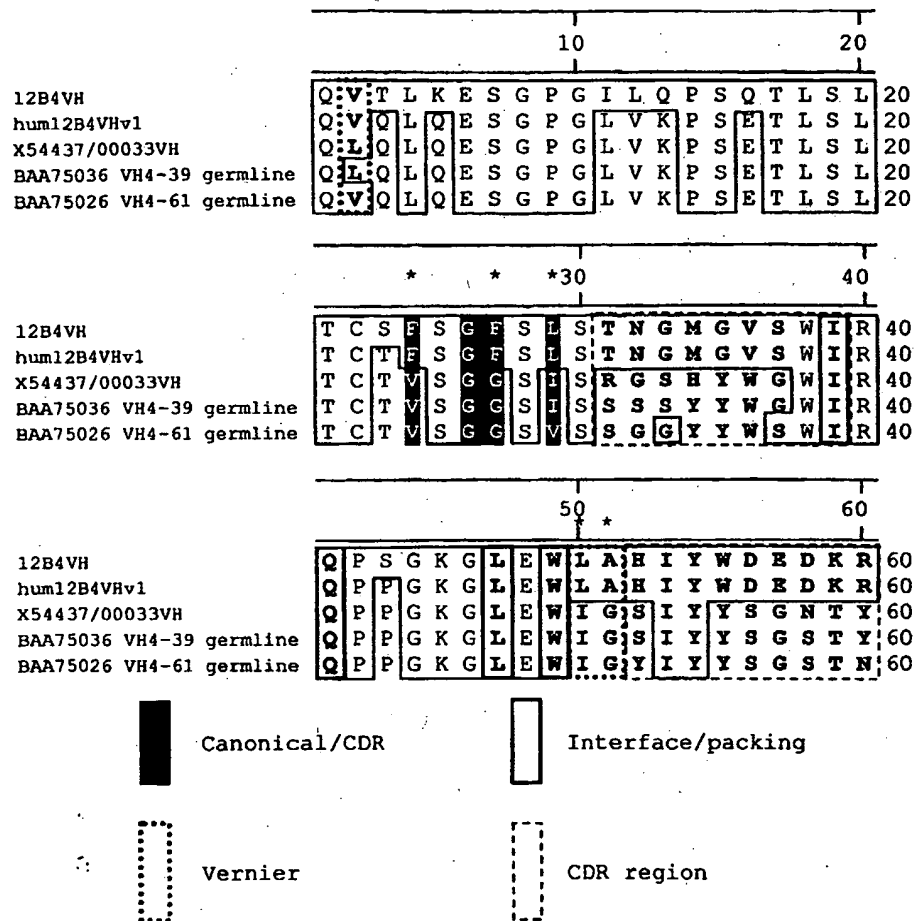 10 20
12B4VH Q V T L K E S G P G I L Q P S Q T L S L 20
hum12B4VHv1 Q V Q L Q E S G P G L V K P S E T L S L 20
X54437/00033VH Q L Q L Q E S G P G L V K P S E T L S L 20
BAA75036 VH4-39 germline Q L Q L Q E S G P G L V K P S E T L S L 20
BAA75026 VH4-61 germline Q V Q L Q E S G P G L V K P S E T L S L 20
* * * 30 40
12B4VH T C S F S G F S L S T N G M G V S W I R 40
hum12B4VHv1 T C T F S G F S L S T N G M G V S W I R 40
X54437/00033VH T C T V S G G S I S R G S H Y W G W I R 40
BAA75036 VH4-39 germline T C T V S G G S I S S S S Y Y W G W I R 40
BAA75026 VH4-61 germline T C T V S G G S V S S G G Y Y W S W I R 40
50 60
* *
12B4VH Q P S G K G L E W L A H I Y W D E D K R 60
hum12B4VHv1 Q P P G K G L E W L A H I Y W D E D K R 60
X54437/00033VH Q P P G K G L E W I G S I Y Y S G N T Y 60
BAA75036 VH4-39 germline Q P P G K G L E W I G S I Y Y S G S T Y 60
BAA75026 VH4-61 germline Q P P G K G L E W I G Y I Y Y S G S T N 60
Canonical/CDR Interface/packing
Vernier CDR region